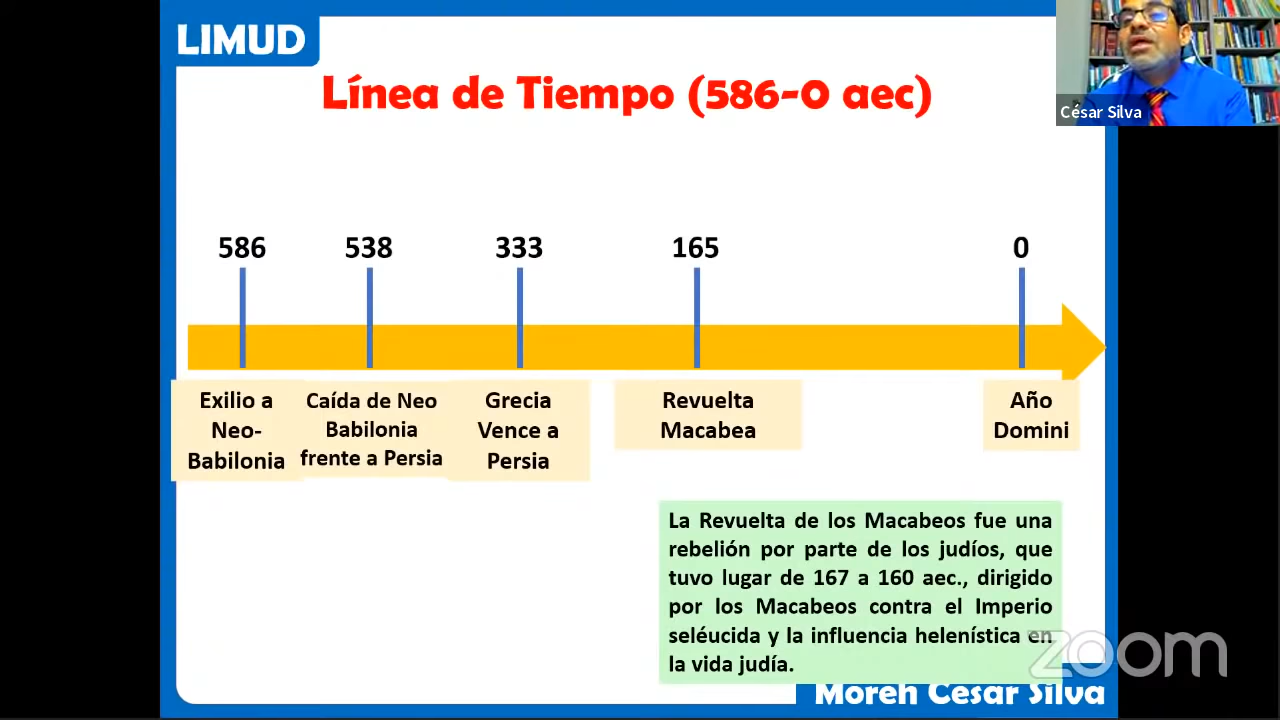 LIMUD
Línea de Tiempo (586-0 aec)
César Silva
586
538
333
165
0
Exilio a
Neo-
Babilonia
Caída de Neo
Babilonia
frente a Persia
Grecia
Vence a
Persia
Revuelta
Macabea
Año
Domini
La Revuelta de los Macabeos fue una
rebelión por parte de los judíos, que
tuvo lugar de 167 a 160 aec., dirigido
por los Macabeos contra el Imperio
seléucida y la influencia helenística en
la vida judía.
zoom
Moreh Cesar Silva